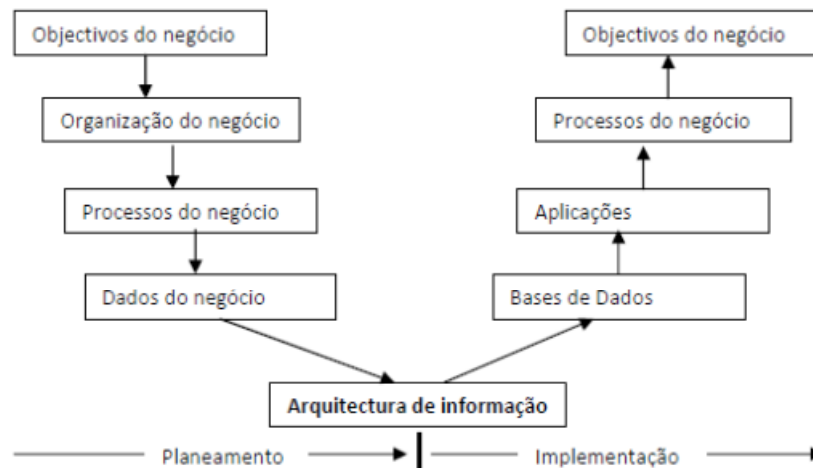 Objectivos do negócio
Objectivos do negócio
Organização do negócio
Processos do negócio
Processos do negócio
Aplicações
Dados do negócio
Bases de Dados
Arquitectura de informação
Planeamento
Implementação